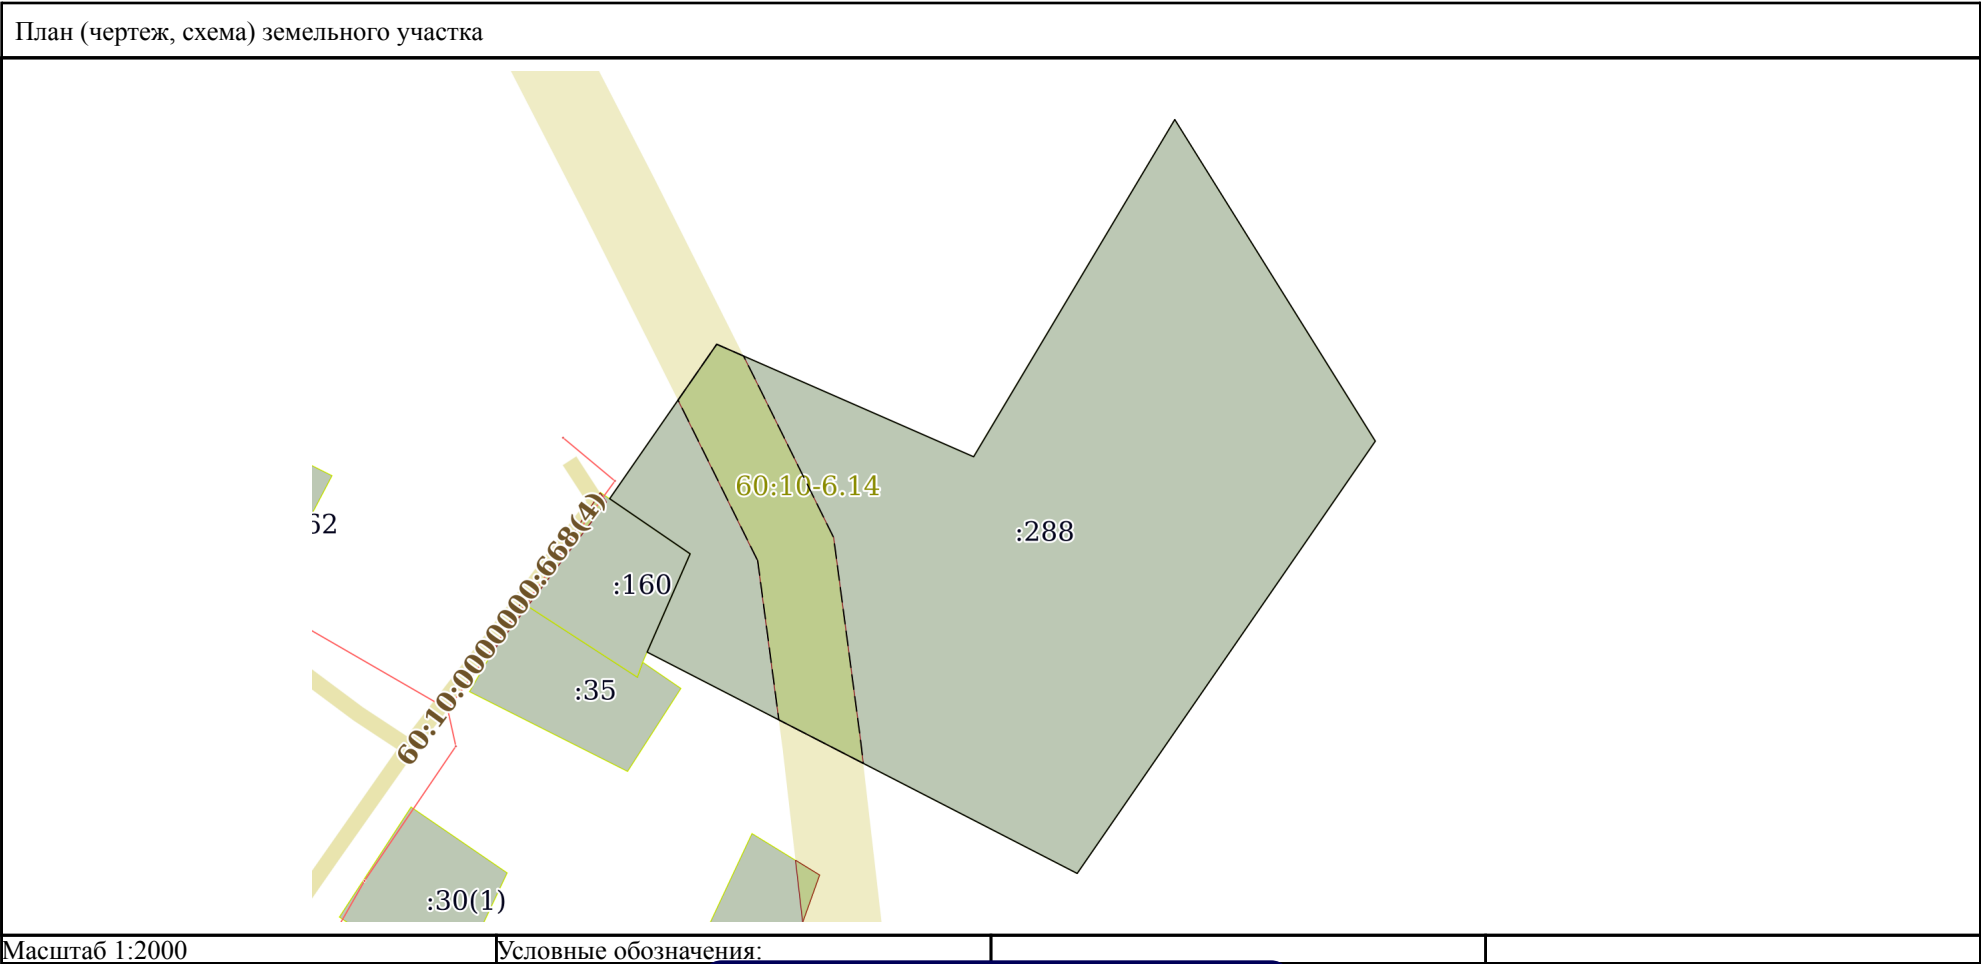 План (чертеж, схема) земельного участка
60:10-6.14
:288
62
60:10:0000000:668(4)
:160
:35
:30(1)
Масштаб 1:2000
Условные обозначения: